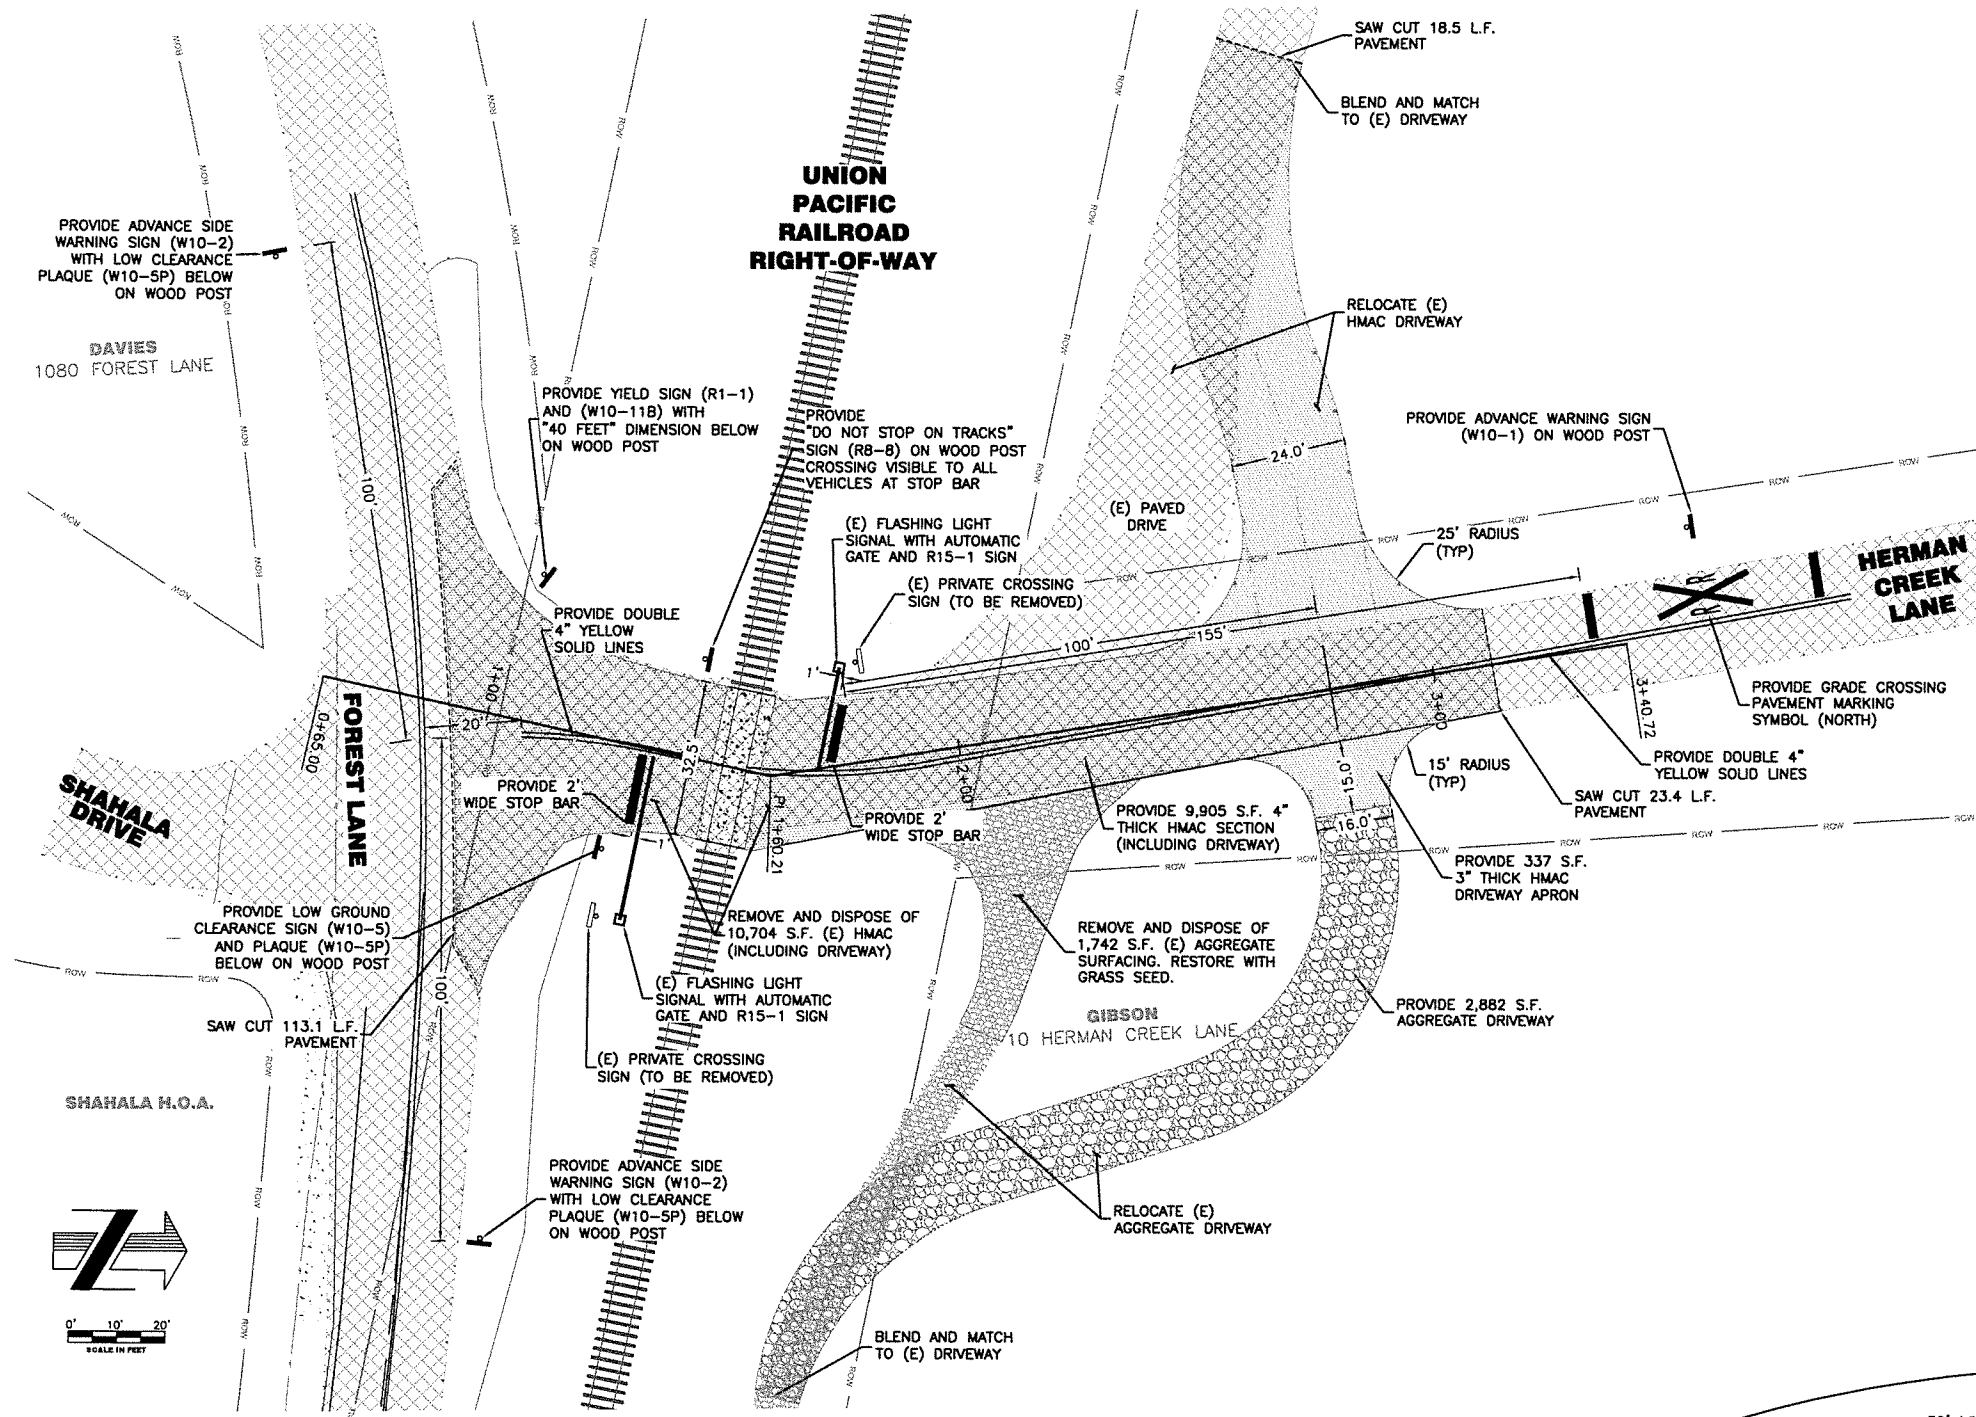 SAW CUT 18.5 L.F.
PAVEMENT
BLEND AND MATCH
TO (E) DRIVEWAY
UNION
PACIFIC
RAILROAD
RIGHT-OF-WAY
PROVIDE ADVANCE SIDE
WARNING SIGN (W10-2)
WITH LOW CLEARANCE
PLAQUE (W10-5P) BELOW
ON WOOD POST
DAVIES
1080 FOREST LANE
RELOCATE (E)
HMAC DRIVEWAY
PROVIDE YIELD SIGN (R1-1)
AND (W10-11B) WITH
"40 FEET" DIMENSION BELOW
ON WOOD POST
PROVIDE
"DO NOT STOP ON TRACKS"
SIGN (R8-8) ON WOOD POST
CROSSING VISIBLE TO ALL
VEHICLES AT STOP BAR
PROVIDE ADVANCE WARNING SIGN
(W10-1) ON WOOD POST
24.0'
100'
(E) PAVED
DRIVE
(E) FLASHING LIGHT
SIGNAL WITH AUTOMATIC
GATE AND R15-1 SIGN
25' RADIUS
(TYP)
(E) PRIVATE CROSSING
SIGN (TO BE REMOVED)
HERMAN
CREEK
LANE
R R
PROVIDE DOUBLE
4" YELLOW
SOLID LINES
100'
155'
1'
1+00
20'
0+65.00
FOREST LANE
32.5'
3+00
3+40.72
PROVIDE GRADE CROSSING
PAVEMENT MARKING
SYMBOL (NORTH)
PROVIDE DOUBLE 4"
YELLOW SOLID LINES
15' RADIUS
(TYP)
15.0'
16.0'
SAW CUT 23.4 L.F.
PAVEMENT
SHAHALA
DRIVE
PROVIDE 2'
WIDE STOP BAR
2+00
PI 1+60.21
PROVIDE 2'
WIDE STOP BAR
PROVIDE 9,905 S.F. 4"
THICK HMAC SECTION
(INCLUDING DRIVEWAY)
1'
PROVIDE 337 S.F.
3" THICK HMAC
DRIVEWAY APRON
PROVIDE LOW GROUND
CLEARANCE SIGN (W10-5)
AND PLAQUE (W10-5P)
BELOW ON WOOD POST
REMOVE AND DISPOSE OF
10,704 S.F. (E) HMAC
(INCLUDING DRIVEWAY)
REMOVE AND DISPOSE OF
1,742 S.F. (E) AGGREGATE
SURFACING. RESTORE WITH
GRASS SEED.
100'
SAW CUT 113.1 L.F.
PAVEMENT
(E) FLASHING LIGHT
SIGNAL WITH AUTOMATIC
GATE AND R15-1 SIGN
PROVIDE 2,882 S.F.
AGGREGATE DRIVEWAY
GIBSON
10 HERMAN CREEK LANE
(E) PRIVATE CROSSING
SIGN (TO BE REMOVED)
SHAHALA H.O.A.
PROVIDE ADVANCE SIDE
WARNING SIGN (W10-2)
WITH LOW CLEARANCE
PLAQUE (W10-5P) BELOW
ON WOOD POST
RELOCATE (E)
AGGREGATE DRIVEWAY
0' 10' 20'
SCALE IN FEET
BLEND AND MATCH
TO (E) DRIVEWAY
ROW